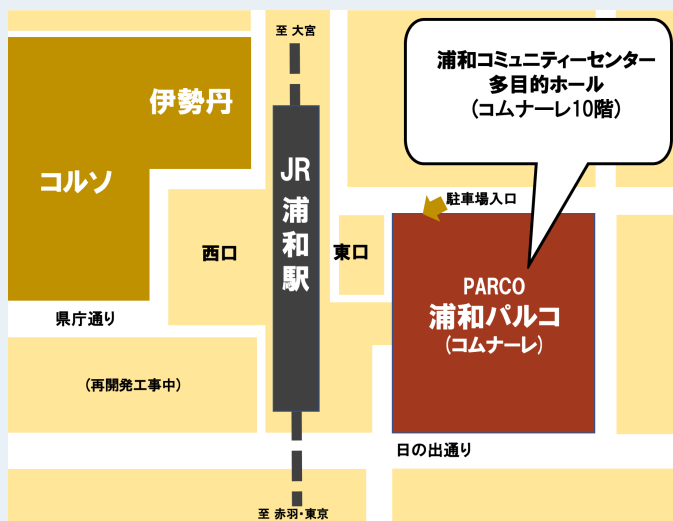 至 大宮
浦和コミュニティーセンター
多目的ホール
(コムナーレ10階)
伊勢丹
コルソ
JR
浦和駅
西口
東口
駐車場入口
PARCO
浦和パルコ
(コムナーレ)
県庁通り
(再開発工事中)
日の出通り
至 赤羽・東京